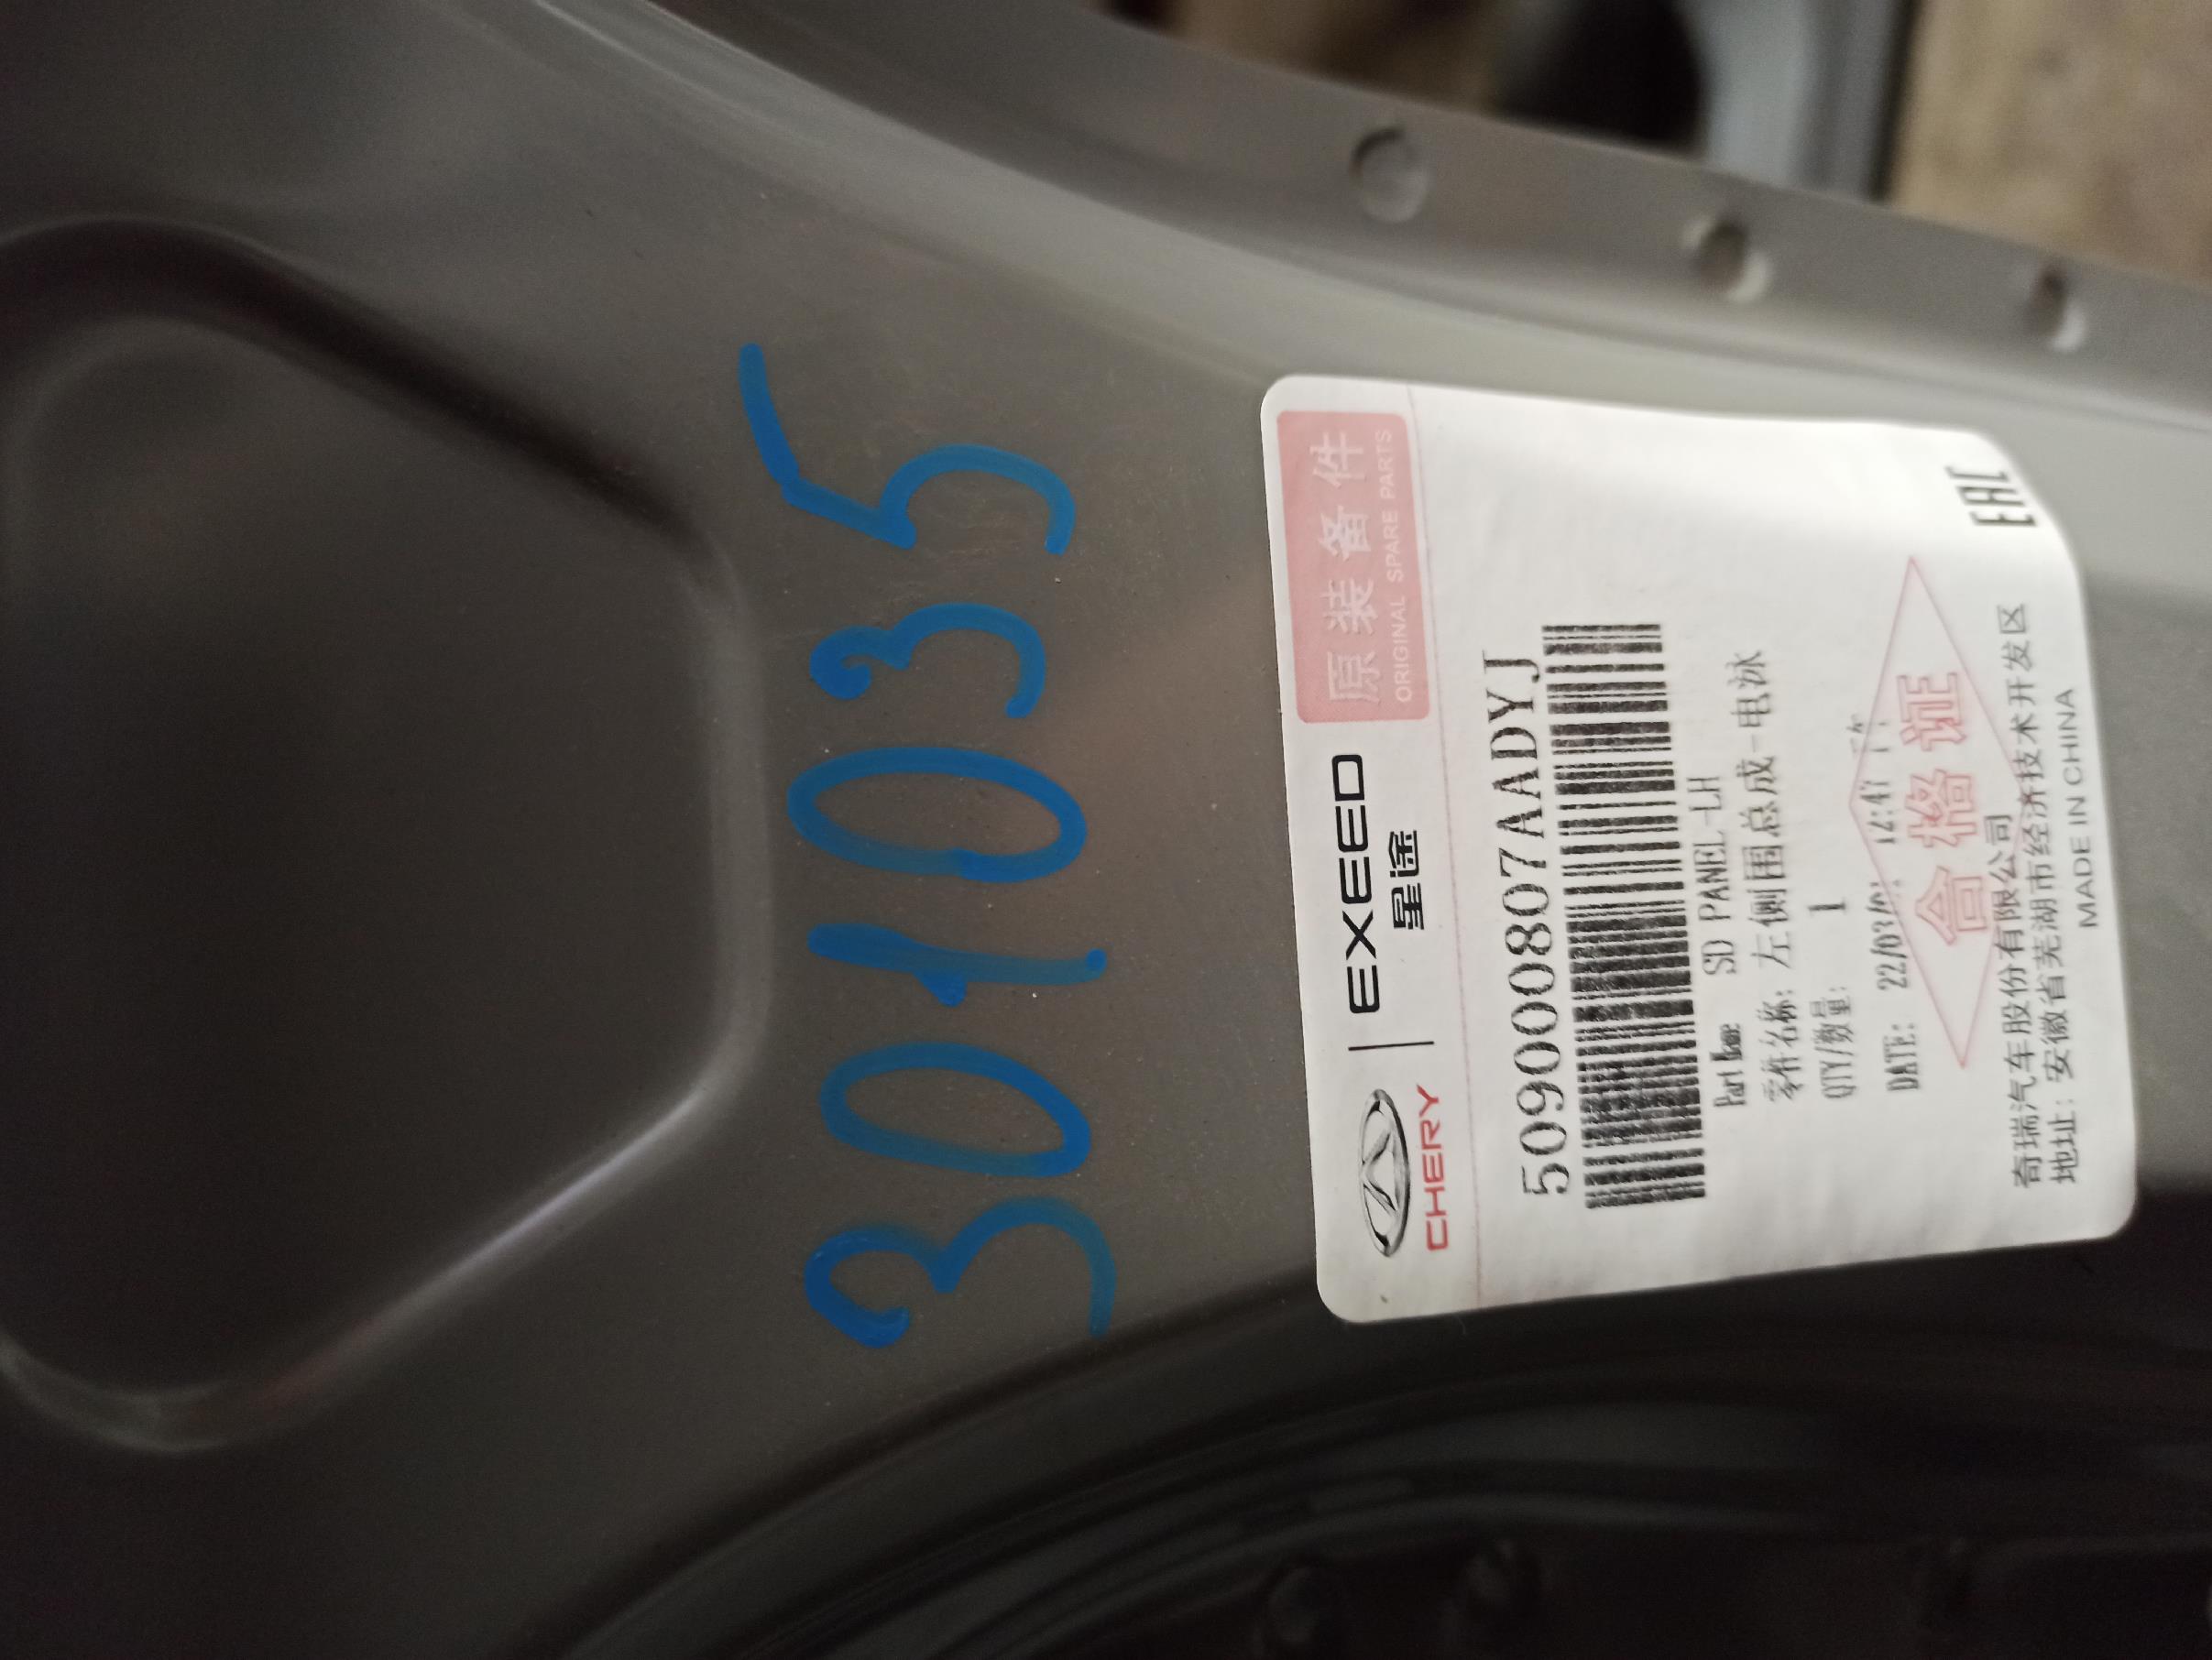 301035
CHERY
EXEED
星途
原装备件
ORIGINAL SPARE PARTS
509000807AADYJ
Part Name SD PANEL-LH
零件名称: 左侧围总成-电泳
QTY/数量: 1
DATE: 22/03/ 12:47
合格证
奇瑞汽车股份有限公司
地址: 安徽省芜湖市经济技术开发区
MADE IN CHINA
EAC